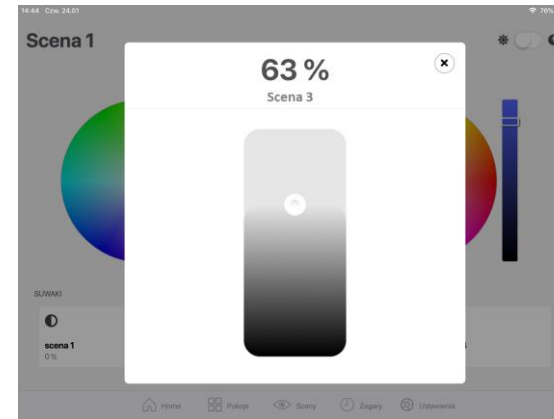 14:44 Czw. 24.01
76%
Scena 1
63 %
Scena 3
SUWAKI
scena 1
0 %
Home
Pokoje
Sceny
Zegary
Ustawienia